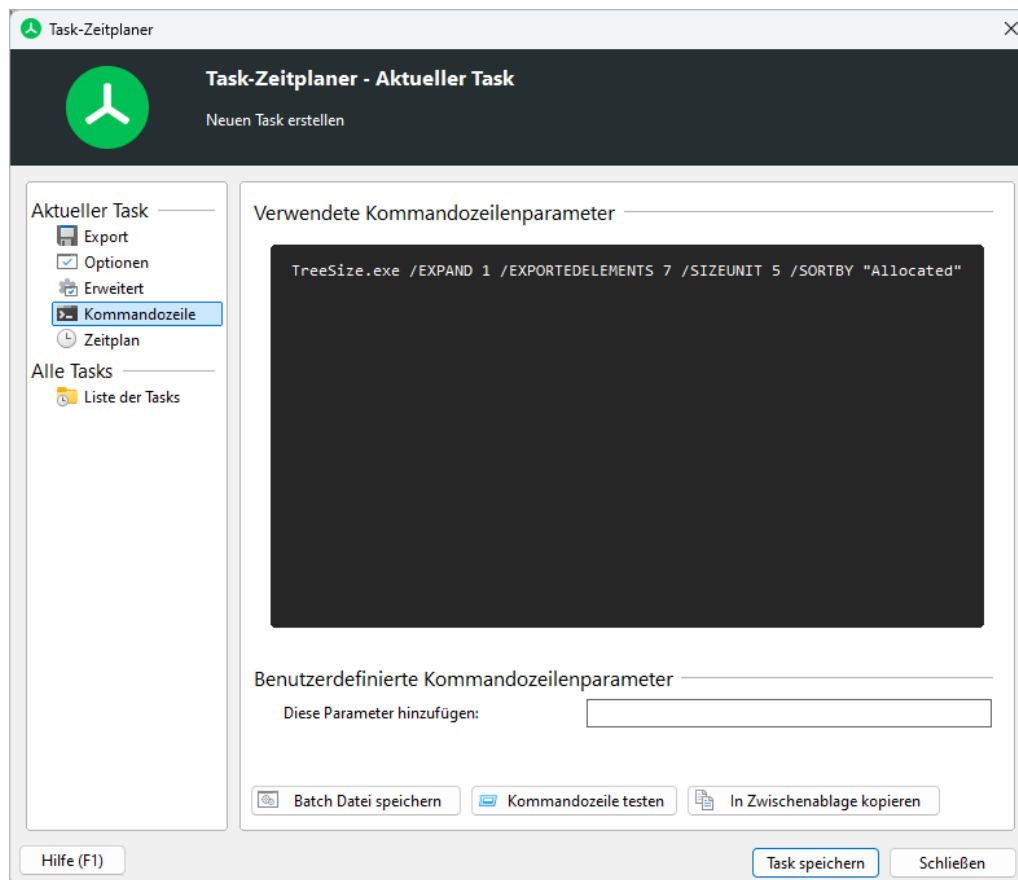 Task-Zeitplaner
Task-Zeitplaner - Aktueller Task
Neuen Task erstellen
Aktueller Task
Export
Optionen
Erweitert
Kommandozeile
Zeitplan
Alle Tasks
Liste der Tasks
Verwendete Kommandozeilenparameter
TreeSize.exe /EXPAND 1 /EXPORTEDELEMENTS 7 /SIZEUNIT 5 /SORTBY "Allocated"
Benutzerdefinierte Kommandozeilenparameter
Diese Parameter hinzufügen:
Batch Datei speichern
Kommandozeile testen
In Zwischenablage kopieren
Hilfe (F1)
Task speichern
Schließen